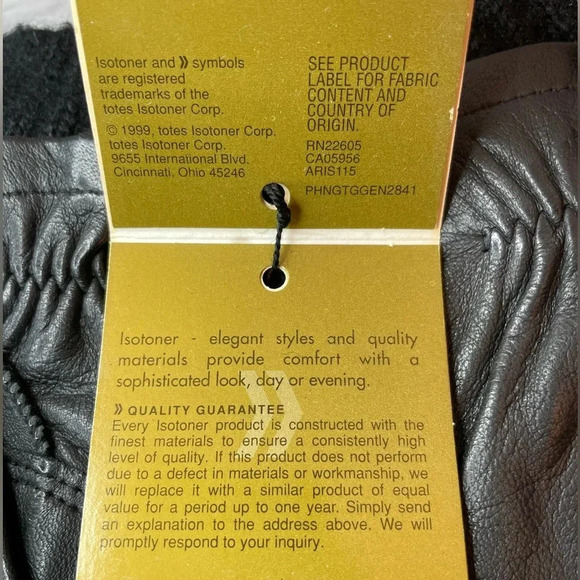 Isotoner and » symbols
are registered
trademarks of the
totes Isotoner Corp.
© 1999, totes Isotoner Corp.
totes Isotoner Corp.
9655 International Blvd.
Cincinnati, Ohio 45246
SEE PRODUCT
LABEL FOR FABRIC
CONTENT AND
COUNTRY OF
ORIGIN.
RN22605
CA05956
ARIS115
PHNGTGGEN2841
Isotoner - elegant styles and quality
materials provide comfort with a
sophisticated look, day or evening.
» QUALITY GUARANTEE
Every Isotoner product is constructed with the
finest materials to ensure a consistently high
level of quality. If this product does not perform
due to a defect in materials or workmanship, we
will replace it with a similar product of equal
value for a period up to one year. Simply send
an explanation to the address above. We will
promptly respond to your inquiry.